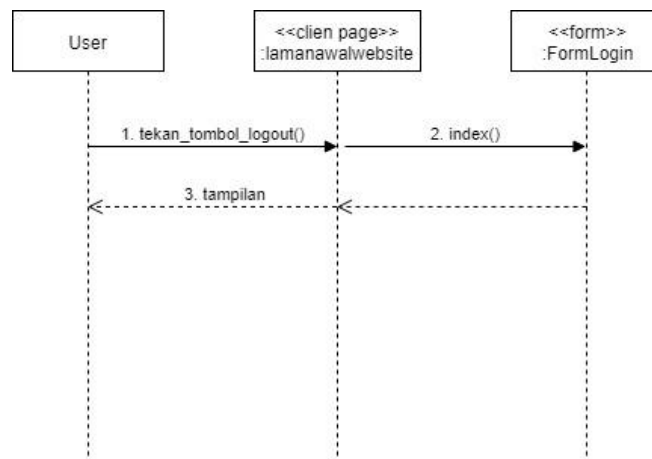 User
<<clien page>>
:lamanawalwebsite
<<form>>
:FormLogin
1. tekan_tombol_logout()
2. index()
3. tampilan